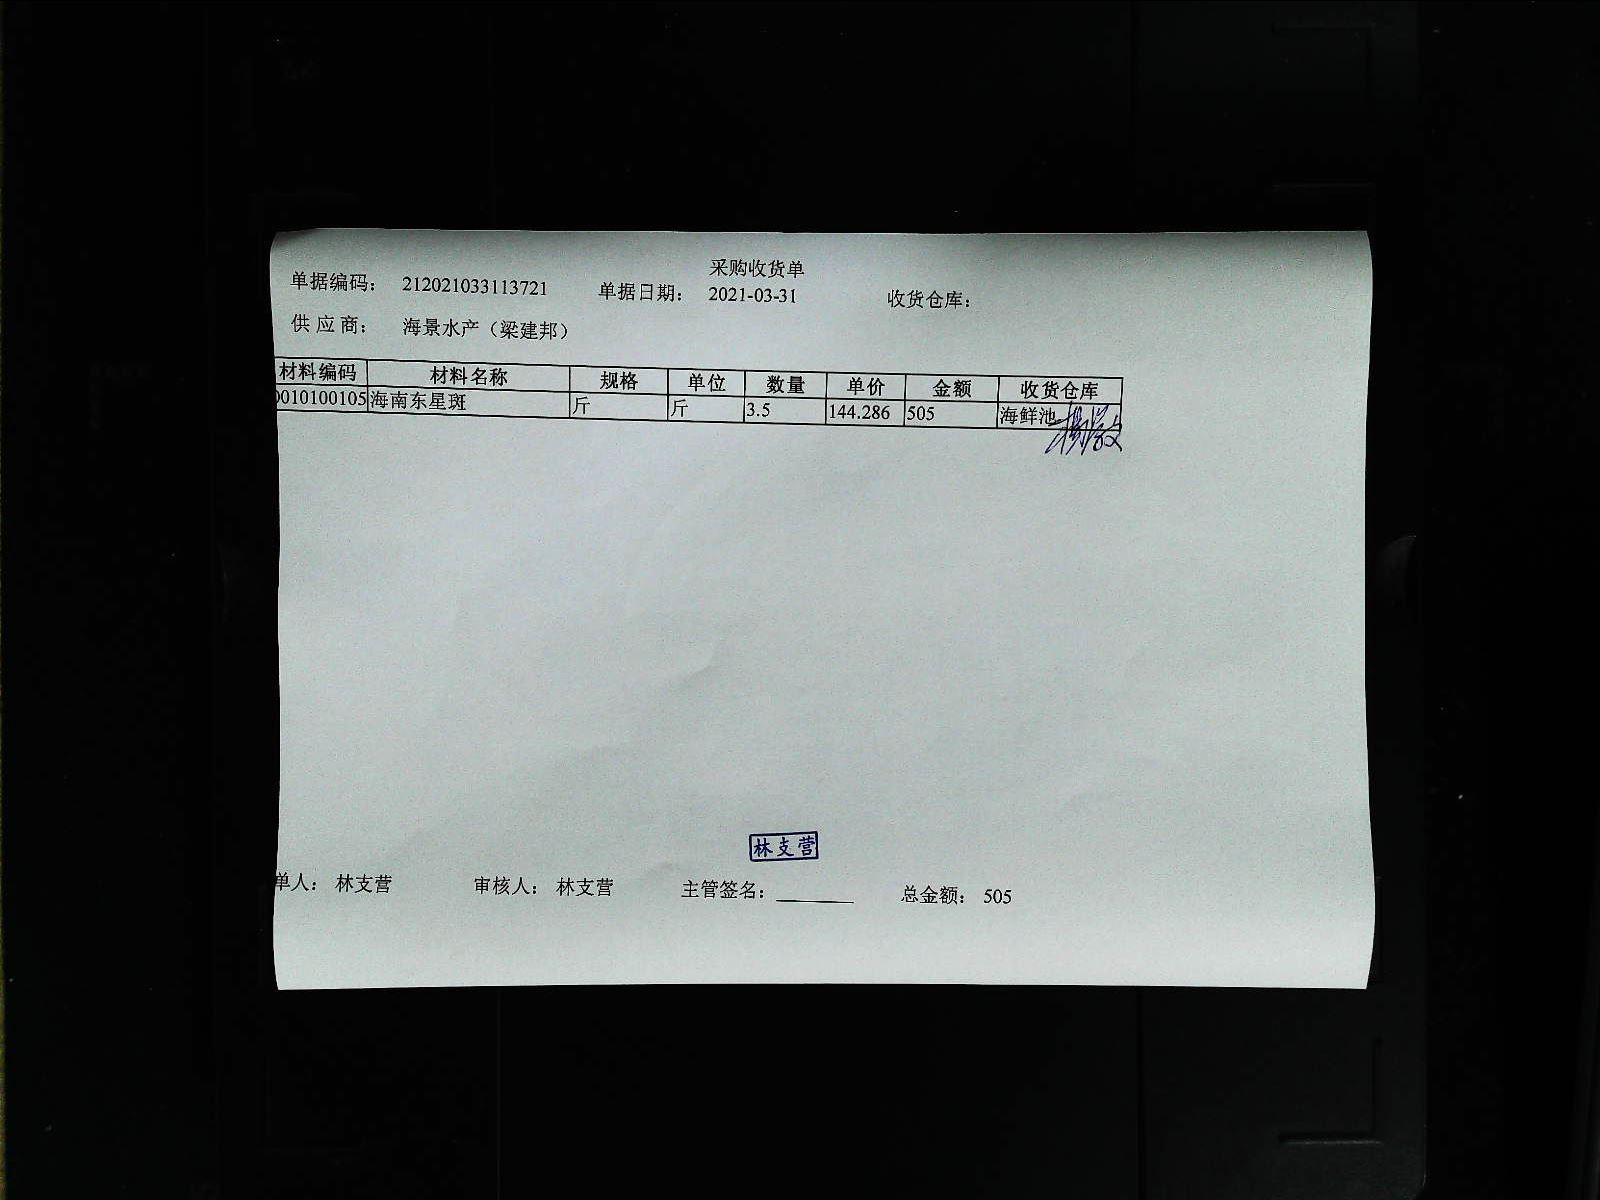 采购收货单
单据编码： 212021033113721 单据日期： 2021-03-31 收货仓库：
供 应 商： 海景水产（梁建邦）
材料编码 材料名称 规格 单位 数量 单价 金额 收货仓库
0010100105 海南东星斑 斤 斤 3.5 144.286 505 海鲜池
林支营
单人： 林支营 审核人： 林支营 主管签名： 总金额： 505